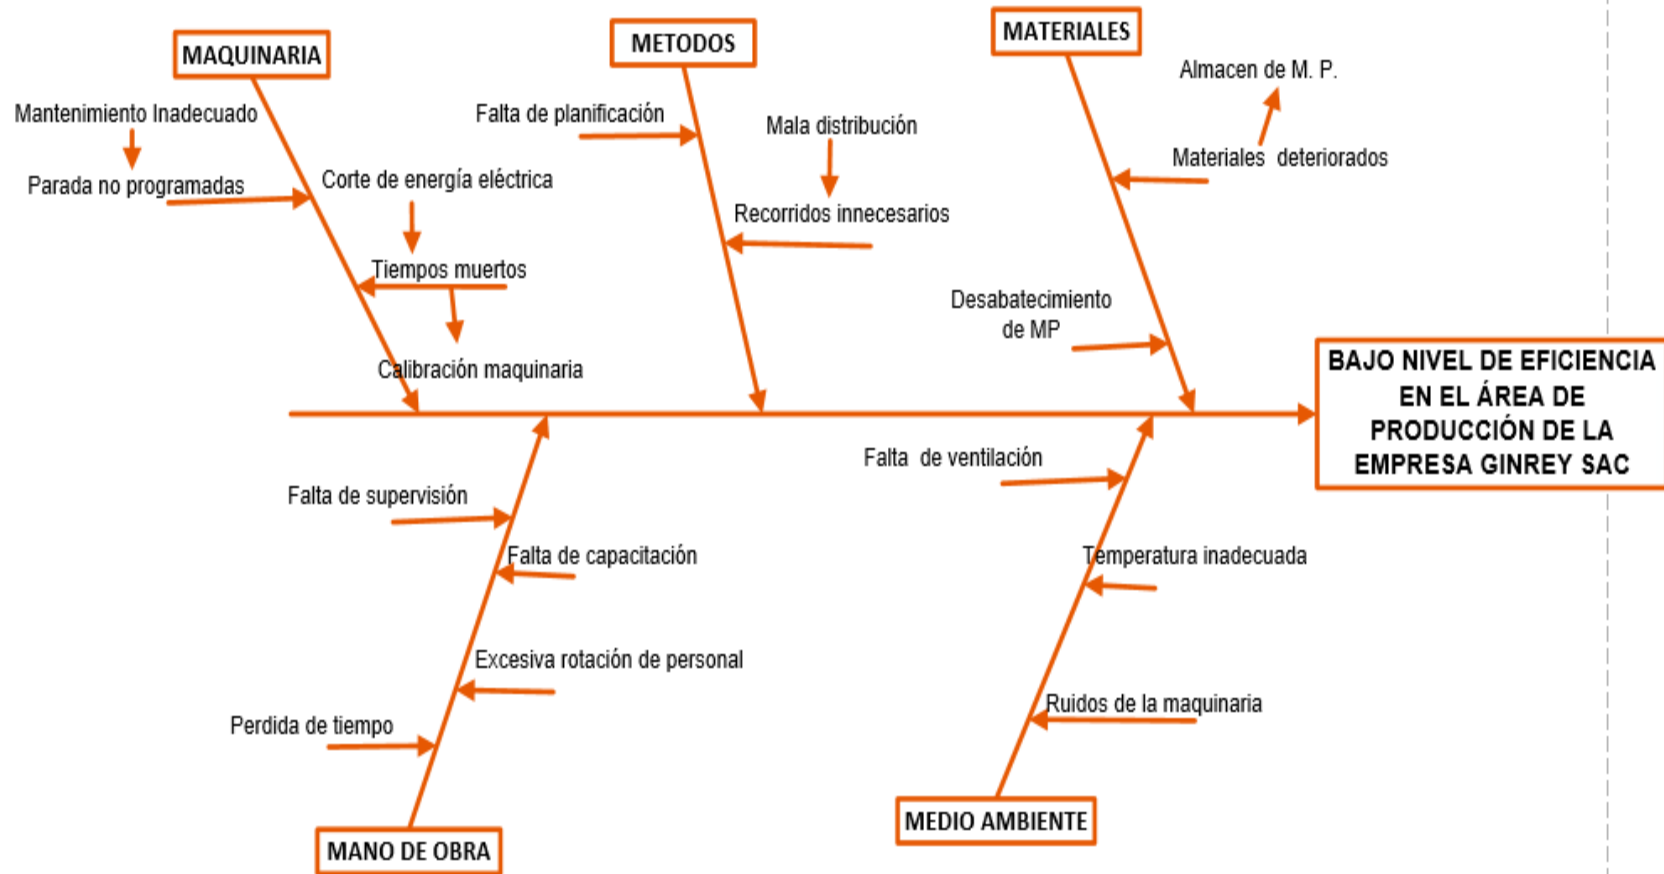 MAQUINARIA
METODOS
MATERIALES
Mantenimiento Inadecuado
Parada no programadas
Corte de energía eléctrica
Tiempos muertos
Calibración maquinaria
Falta de planificación
Mala distribución
Recorridos innecesarios
Almacen de M. P.
Materiales deteriorados
Desabatecimiento
de MP
BAJO NIVEL DE EFICIENCIA
EN EL ÁREA DE
PRODUCCIÓN DE LA
EMPRESA GINREY SAC
Falta de supervisión
Falta de capacitación
Excesiva rotación de personal
Perdida de tiempo
MANO DE OBRA
Falta de ventilación
Temperatura inadecuada
Ruidos de la maquinaria
MEDIO AMBIENTE